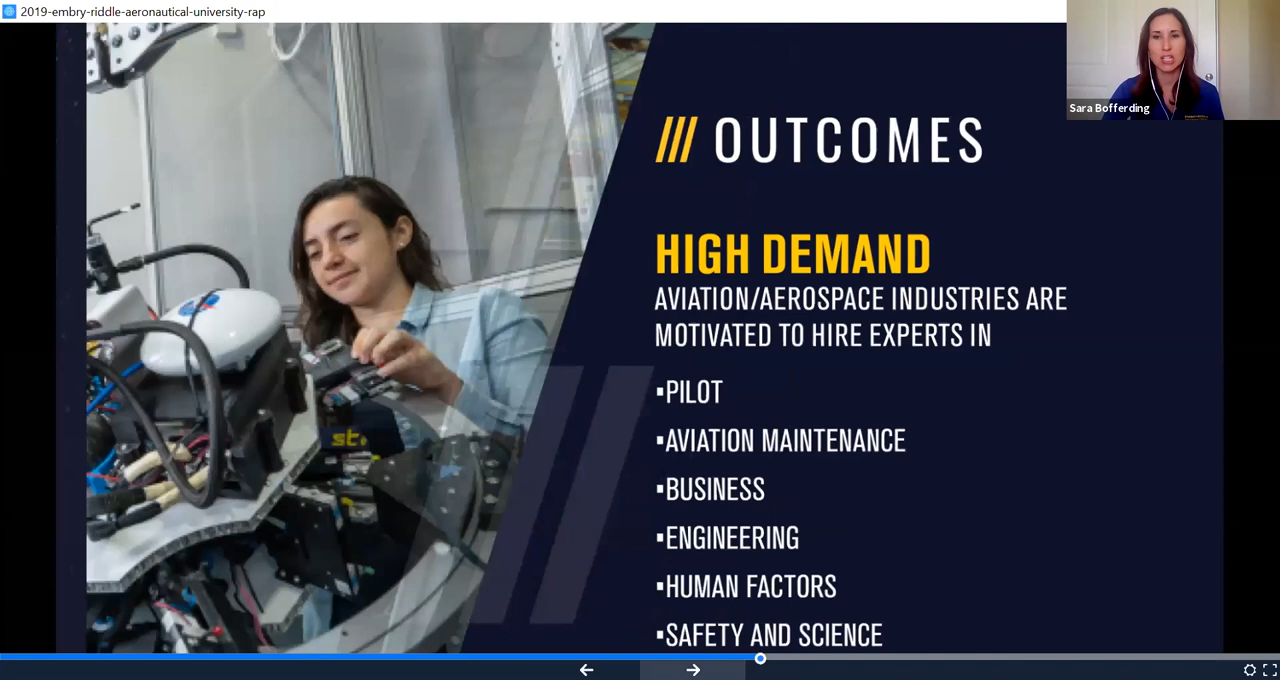 2019-embry-riddle-aeronautical-university-rap
Sara Bofferding
/// OUTCOMES
HIGH DEMAND
AVIATION/AEROSPACE INDUSTRIES ARE
MOTIVATED TO HIRE EXPERTS IN
▪PILOT
▪AVIATION MAINTENANCE
▪BUSINESS
▪ENGINEERING
▪HUMAN FACTORS
▪SAFETY AND SCIENCE